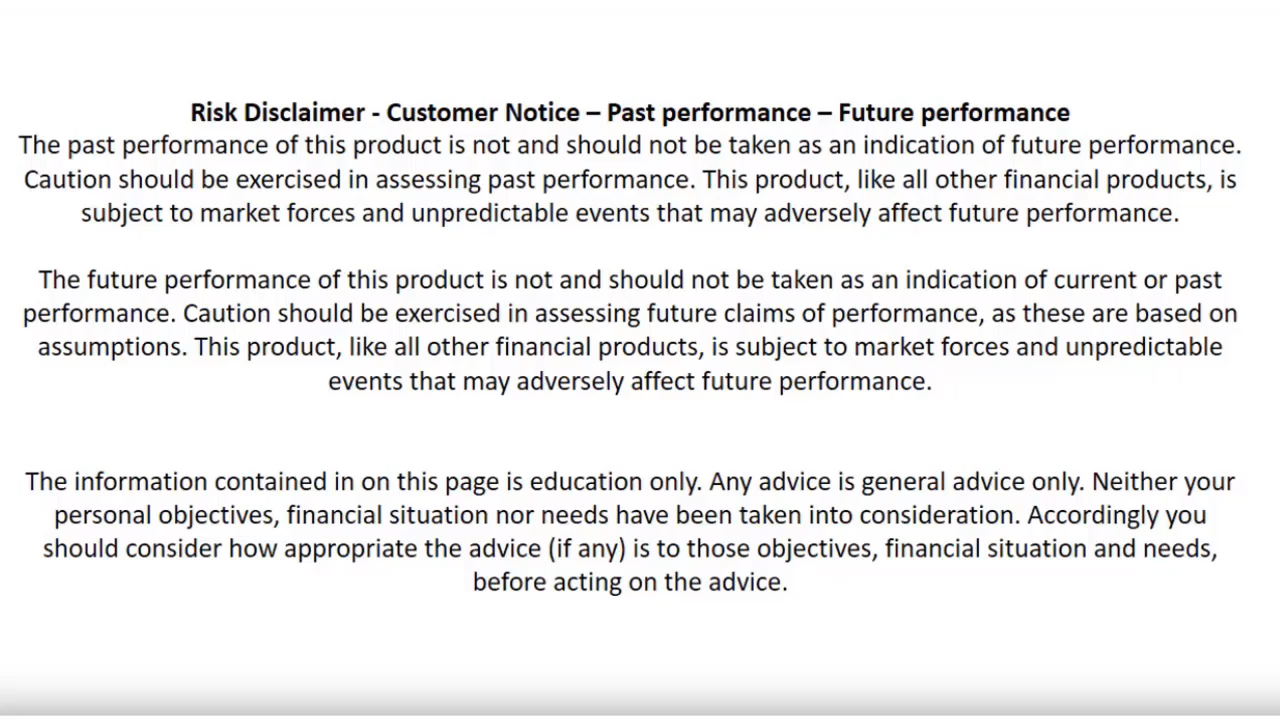 Risk Disclaimer - Customer Notice – Past performance – Future performance
The past performance of this product is not and should not be taken as an indication of future performance.
Caution should be exercised in assessing past performance. This product, like all other financial products, is
subject to market forces and unpredictable events that may adversely affect future performance.
The future performance of this product is not and should not be taken as an indication of current or past
performance. Caution should be exercised in assessing future claims of performance, as these are based on
assumptions. This product, like all other financial products, is subject to market forces and unpredictable
events that may adversely affect future performance.
The information contained in on this page is education only. Any advice is general advice only. Neither your
personal objectives, financial situation nor needs have been taken into consideration. Accordingly you
should consider how appropriate the advice (if any) is to those objectives, financial situation and needs,
before acting on the advice.